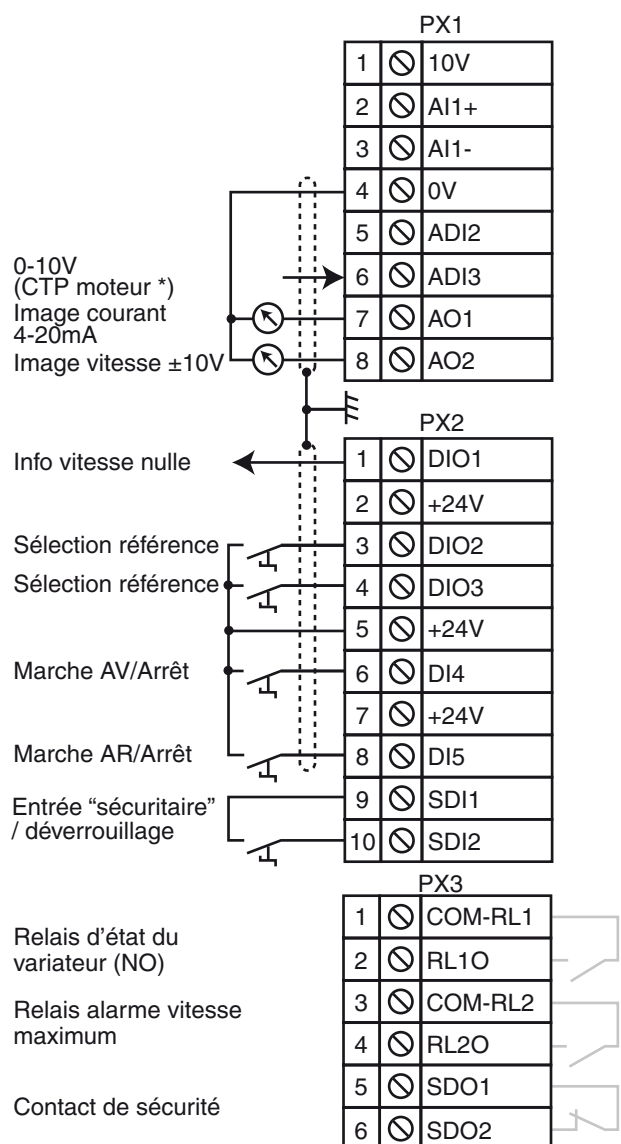 PX1
1 10V
2 AI1+
3 AI1-
4 0V
5 ADI2
0-10V
(CTP moteur *)
6 ADI3
Image courant
4-20mA
7 AO1
Image vitesse ±10V
8 AO2
PX2
Info vitesse nulle
1 DIO1
2 +24V
Sélection référence
3 DIO2
Sélection référence
4 DIO3
5 +24V
Marche AV/Arrêt
6 DI4
7 +24V
Marche AR/Arrêt
8 DI5
Entrée “sécuritaire”
/ déverrouillage
9 SDI1
10 SDI2
PX3
1 COM-RL1
Relais d’état du
variateur (NO)
2 RL1O
3 COM-RL2
Relais alarme vitesse
maximum
4 RL2O
5 SDO1
Contact de sécurité
6 SDO2